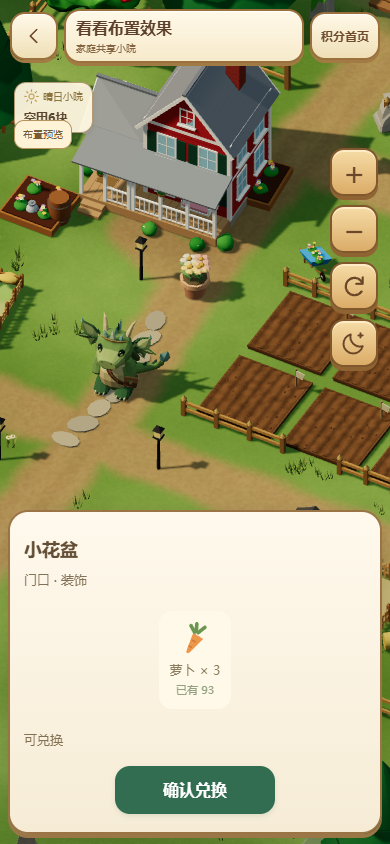 看看布置效果
家庭共享小院
积分首页
晴日小院
空田6块
布置预览
小花盆
门口 · 装饰
萝卜 × 3
已有 93
可兑换
确认兑换